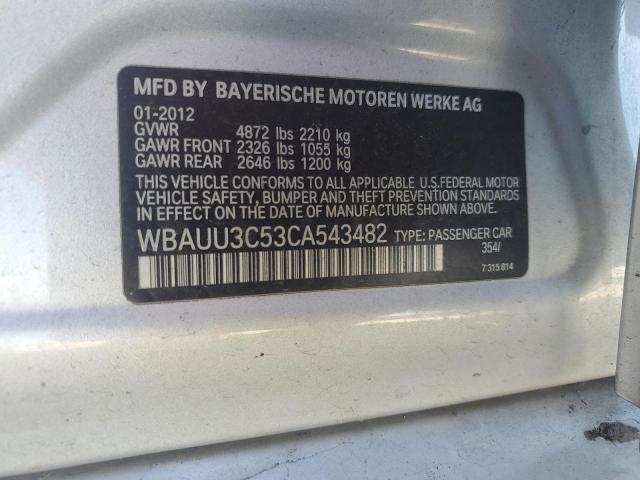 MFD BY BAYERISCHE MOTOREN WERKE AG
01-2012
GVWR 4872 lbs 2210 kg
GAWR FRONT 2326 lbs 1055 kg
GAWR REAR 2646 lbs 1200 kg
THIS VEHICLE CONFORMS TO ALL APPLICABLE U.S.FEDERAL MOTOR
VEHICLE SAFETY, BUMPER AND THEFT PREVENTION STANDARDS
IN EFFECT ON THE DATE OF MANUFACTURE SHOWN ABOVE.
WBAUU3C53CA543482 TYPE: PASSENGER CAR
354/
7 315 814